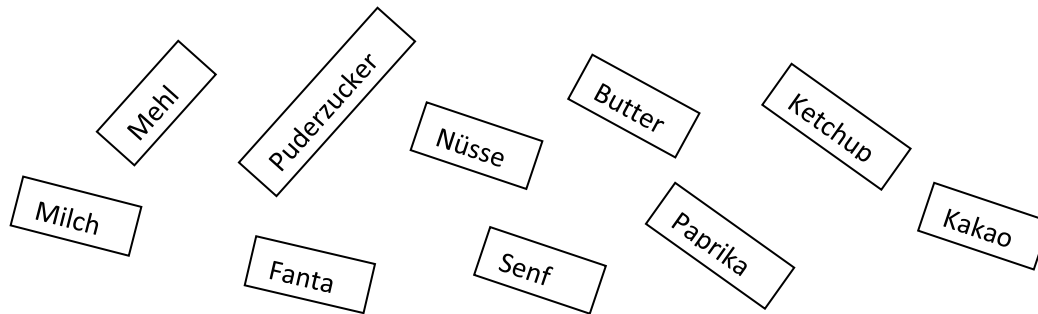 Mehl
Puderzucker
Nüsse
Butter
Ketchup
Milch
Fanta
Senf
Paprika
Kakao